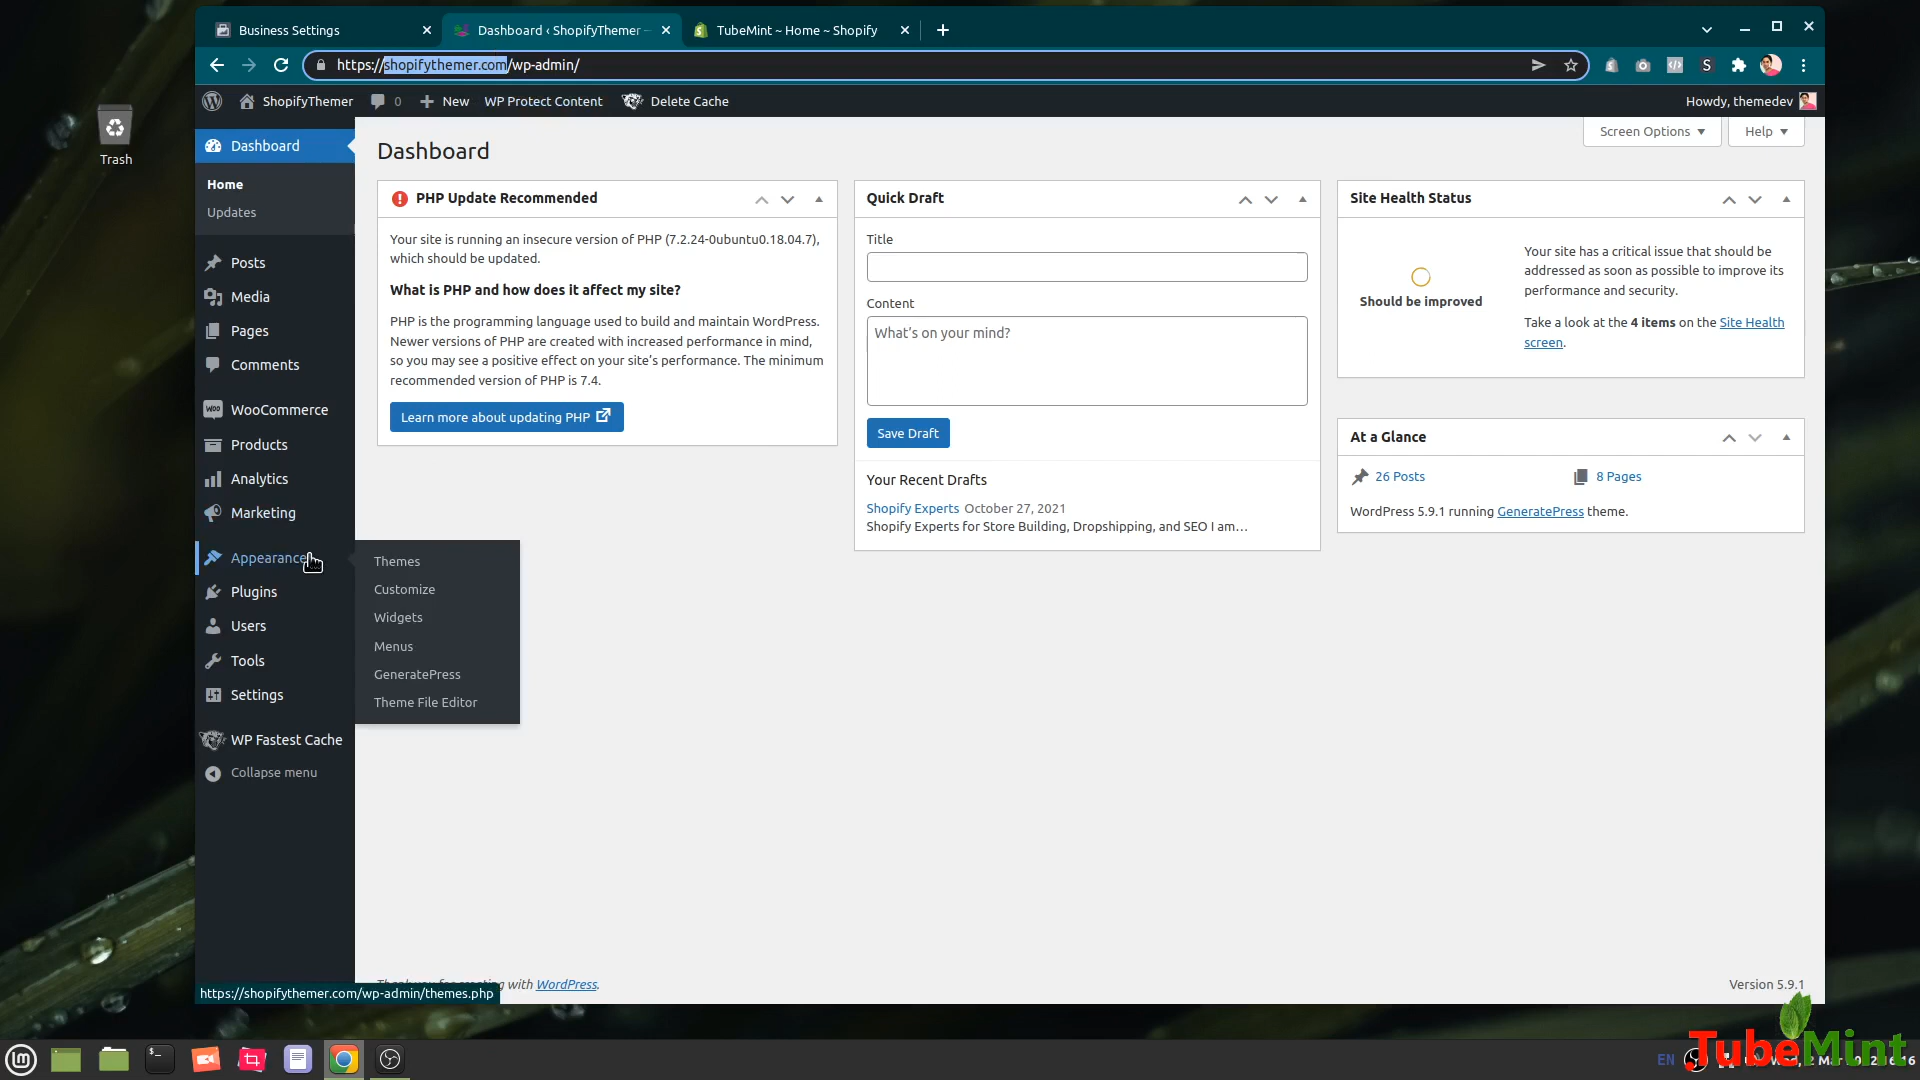 Business Settings
Dashboard ‹ ShopifyThemer –
TubeMint ~ Home ~ Shopify
https://shopifythemer.com/wp-admin/
ShopifyThemer
0
New
WP Protect Content
Delete Cache
Howdy, themedev
Trash
Dashboard
Home
Updates
Posts
Media
Pages
Comments
WooCommerce
Products
Analytics
Marketing
Appearance
Plugins
Users
Tools
Settings
WP Fastest Cache
Collapse menu
Themes
Customize
Widgets
Menus
GeneratePress
Theme File Editor
Screen Options
Help
Dashboard
PHP Update Recommended
Your site is running an insecure version of PHP (7.2.24-0ubuntu0.18.04.7),
which should be updated.
What is PHP and how does it affect my site?
PHP is the programming language used to build and maintain WordPress.
Newer versions of PHP are created with increased performance in mind,
so you may see a positive effect on your site's performance. The minimum
recommended version of PHP is 7.4.
Learn more about updating PHP
Quick Draft
Title
Content
What's on your mind?
Save Draft
Your Recent Drafts
Shopify Experts October 27, 2021
Shopify Experts for Store Building, Dropshipping, and SEO I am…
Site Health Status
Should be improved
Your site has a critical issue that should be
addressed as soon as possible to improve its
performance and security.
Take a look at the 4 items on the Site Health
screen.
At a Glance
26 Posts
8 Pages
WordPress 5.9.1 running GeneratePress theme.
with WordPress.
Version 5.9.1
https://shopifythemer.com/wp-admin/themes.php
EN
TubeMint